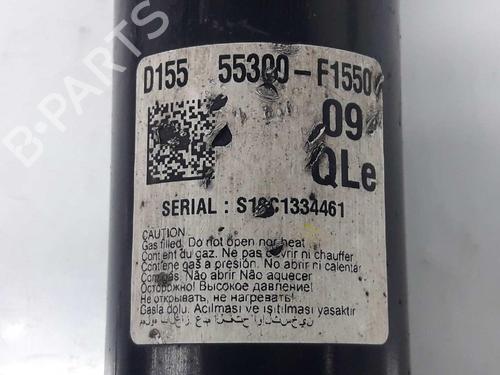 D155 55300-F1550
09
QLe
SERIAL : S18C1334461
CAUTION
Gas filled. Do not open nor heat
Contient du gaz. Ne pas ouvrir ni chauffer
Contiene gas a presión. No abrir ni calentar
Com gás. Não abrir Não aquecer
Осторожно! Высокое давление!
Не открывать, не нагревать!
Gasla dolu. Açılması ve ısıtılması yasaktır
B-PARTS